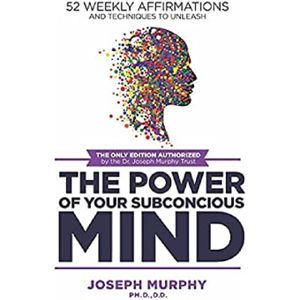 52 WEEKLY AFFIRMATIONS
AND TECHNIQUES TO UNLEASH
THE ONLY EDITION AUTHORIZED
by the Dr. Joseph Murphy Trust
THE POWER
OF YOUR SUBCONCIOUS
MIND
JOSEPH MURPHY
PH.D.,D.D.